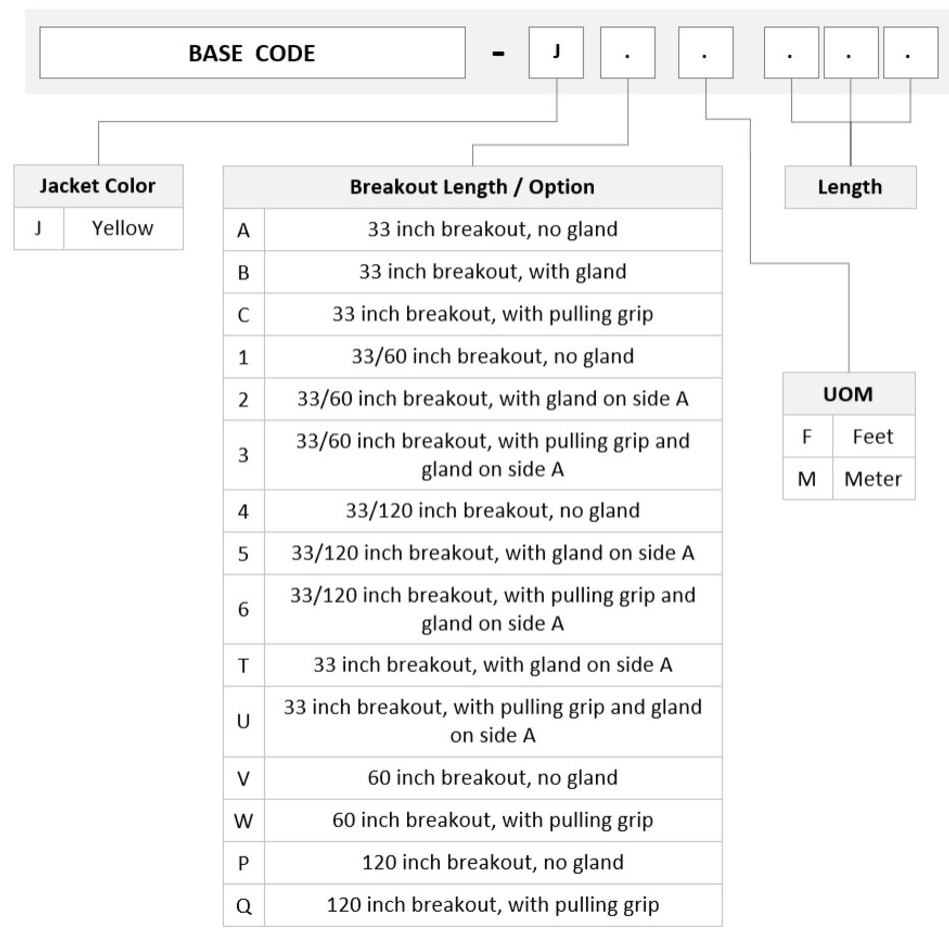 BASE CODE - J . . . . .
Jacket Color
J Yellow
Breakout Length / Option
A 33 inch breakout, no gland
B 33 inch breakout, with gland
C 33 inch breakout, with pulling grip
1 33/60 inch breakout, no gland
2 33/60 inch breakout, with gland on side A
3 33/60 inch breakout, with pulling grip and
gland on side A
4 33/120 inch breakout, no gland
5 33/120 inch breakout, with gland on side A
6 33/120 inch breakout, with pulling grip and
gland on side A
T 33 inch breakout, with gland on side A
U 33 inch breakout, with pulling grip and gland
on side A
V 60 inch breakout, no gland
W 60 inch breakout, with pulling grip
P 120 inch breakout, no gland
Q 120 inch breakout, with pulling grip
Length
UOM
F Feet
M Meter